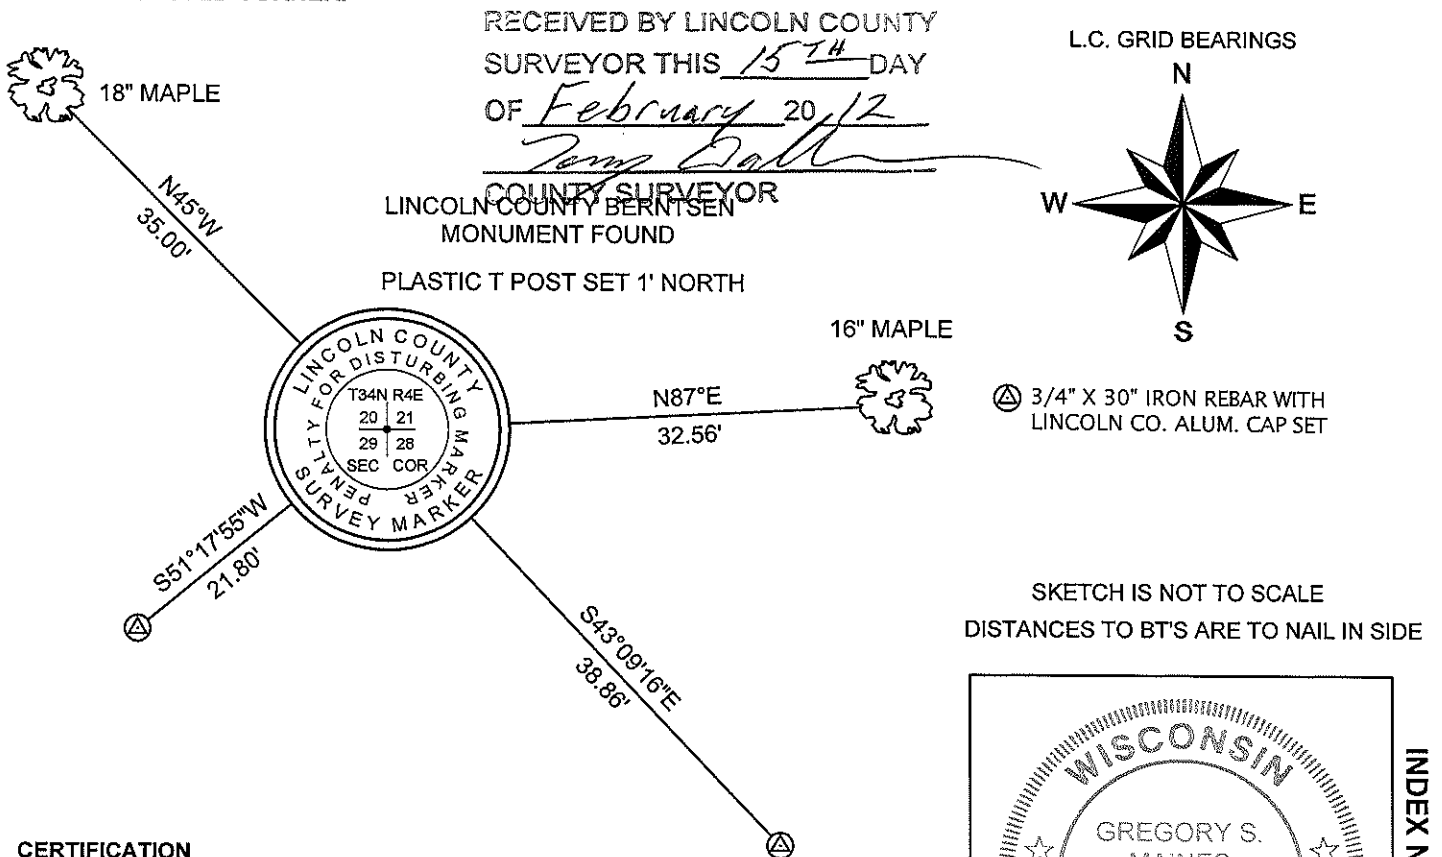 RECEIVED BY LINCOLN COUNTY
SURVEYOR THIS 15TH DAY
OF February 2012
COUNTY SURVEYOR
L.C. GRID BEARINGS
N
W
E
S
18" MAPLE
N45°W
35.00'
LINCOLN COUNTY BERNTSEN
MONUMENT FOUND
PLASTIC T POST SET 1' NORTH
16" MAPLE
N87°E
32.56'
3/4" X 30" IRON REBAR WITH
LINCOLN CO. ALUM. CAP SET
LINCOLN COUNTY
SURVEY MARKER
PENALTY FOR DISTURBING MARKER
T34N R4E
20 21
29 28
SEC COR
S51°17'55"W
21.80'
S43°09'16"E
38.86'
SKETCH IS NOT TO SCALE
DISTANCES TO BT'S ARE TO NAIL IN SIDE
WISCONSIN
GREGORY S.
INDEX
CERTIFICATION